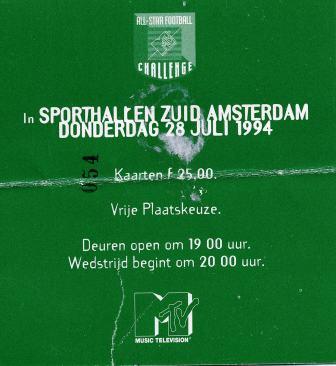 ALL-STAR FOOTBALL
CHALLENGE
In SPORTHALLEN ZUID AMSTERDAM
DONDERDAG 28 JULI 1994
054
Kaarten f 25,00.
Vrije Plaatskeuze.
Deuren open om 19 00 uur.
Wedstrijd begint om 20 00 uur.
MTV
MUSIC TELEVISION®